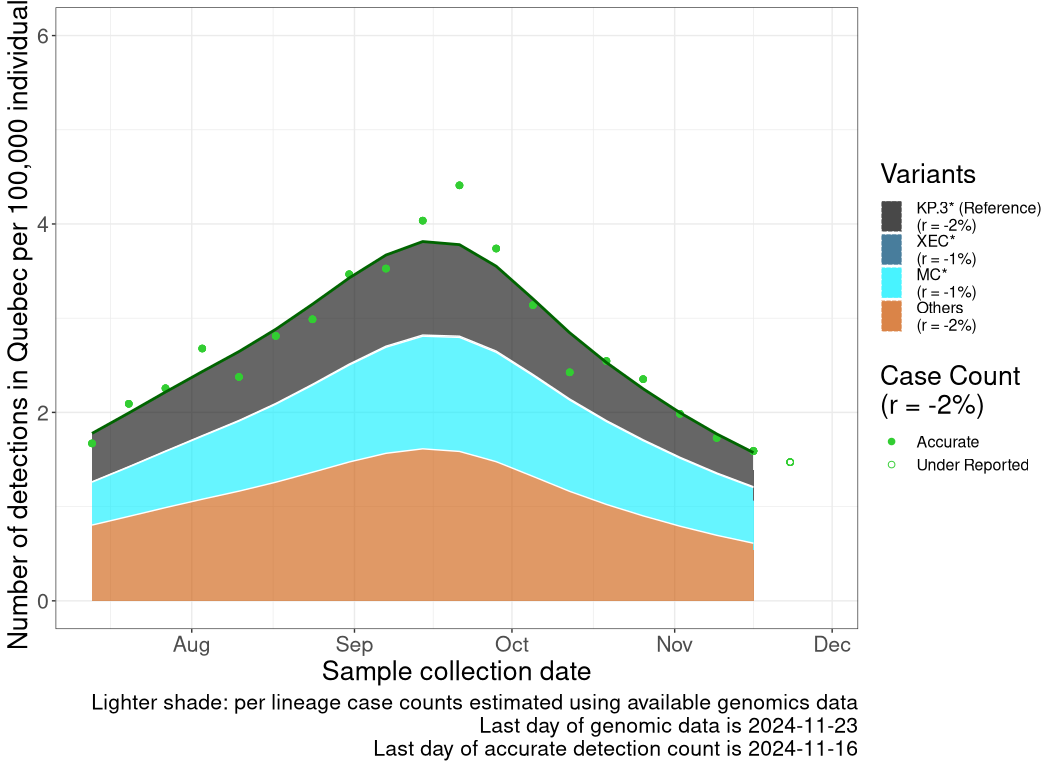 Number of detections in Quebec per 100,000 individual
6
4
2
0
Aug
Sep
Oct
Nov
Dec
Sample collection date
Variants
KP.3* (Reference)
(r = -2%)
XEC*
(r = -1%)
MC*
(r = -1%)
Others
(r = -2%)
Case Count
(r = -2%)
Accurate
Under Reported
Lighter shade: per lineage case counts estimated using available genomics data
Last day of genomic data is 2024-11-23
Last day of accurate detection count is 2024-11-16